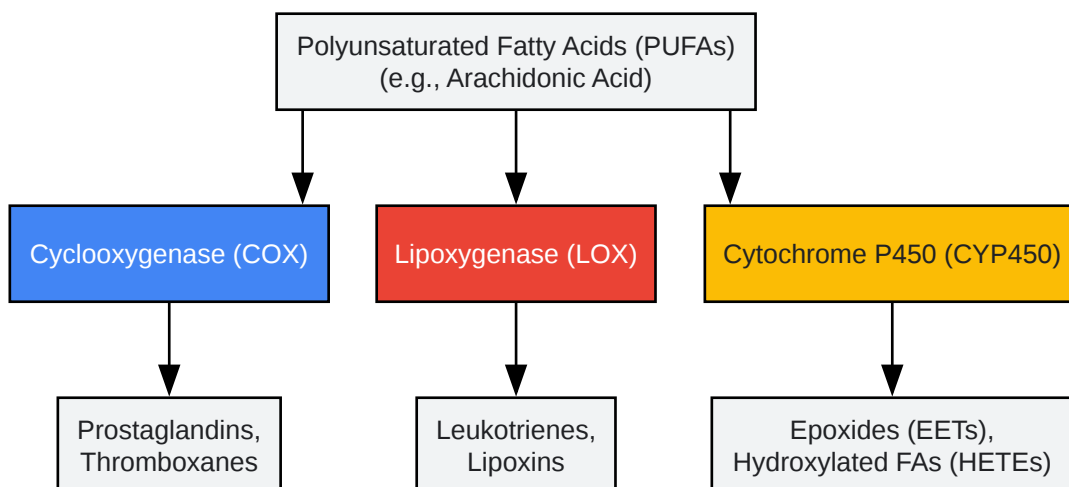 Polyunsaturated Fatty Acids (PUFAs)
(e.g., Arachidonic Acid)
Cyclooxygenase (COX)
Lipoxygenase (LOX)
Cytochrome P450 (CYP450)
Prostaglandins,
Thromboxanes
Leukotrienes,
Lipoxins
Epoxides (EETs),
Hydroxylated FAs (HETEs)